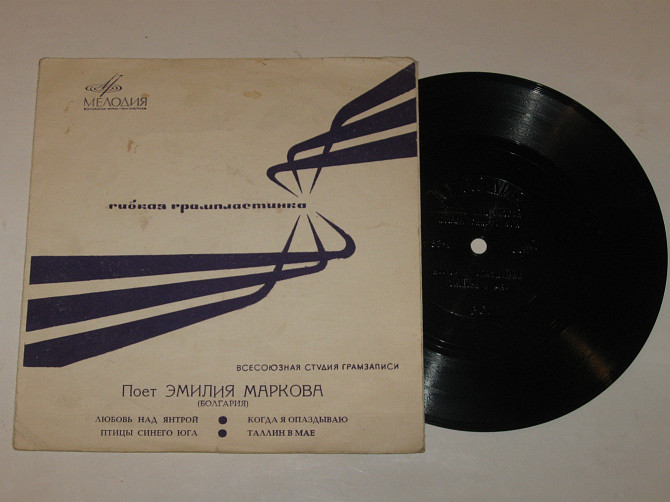 МЕЛОДИЯ
гибкая грампластинка
ВСЕСОЮЗНАЯ СТУДИЯ ГРАМЗАПИСИ
Поет ЭМИЛИЯ МАРКОВА
(БОЛГАРИЯ)
ЛЮБОВЬ НАД ЯНТРОЙ ● КОГДА Я ОПАЗДЫВАЮ
ПТИЦЫ СИНЕГО ЮГА ● ТАЛЛИН В МАЕ